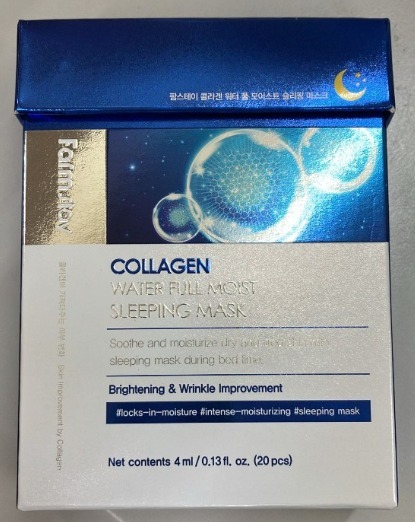 팜스테이 콜라겐 워터 풀 모이스트 슬리핑 마스크
Farmstay
COLLAGEN
WATER FULL MOIST
SLEEPING MASK
Soothe and moisturize dry and
sleeping mask during bed time.
Brightening & Wrinkle Improvement
#locks-in-moisture #intense-moisturizing #sleeping mask
Net contents 4 ml / 0.13 fl. oz. (20 pcs)
Skin improvement by Collagen